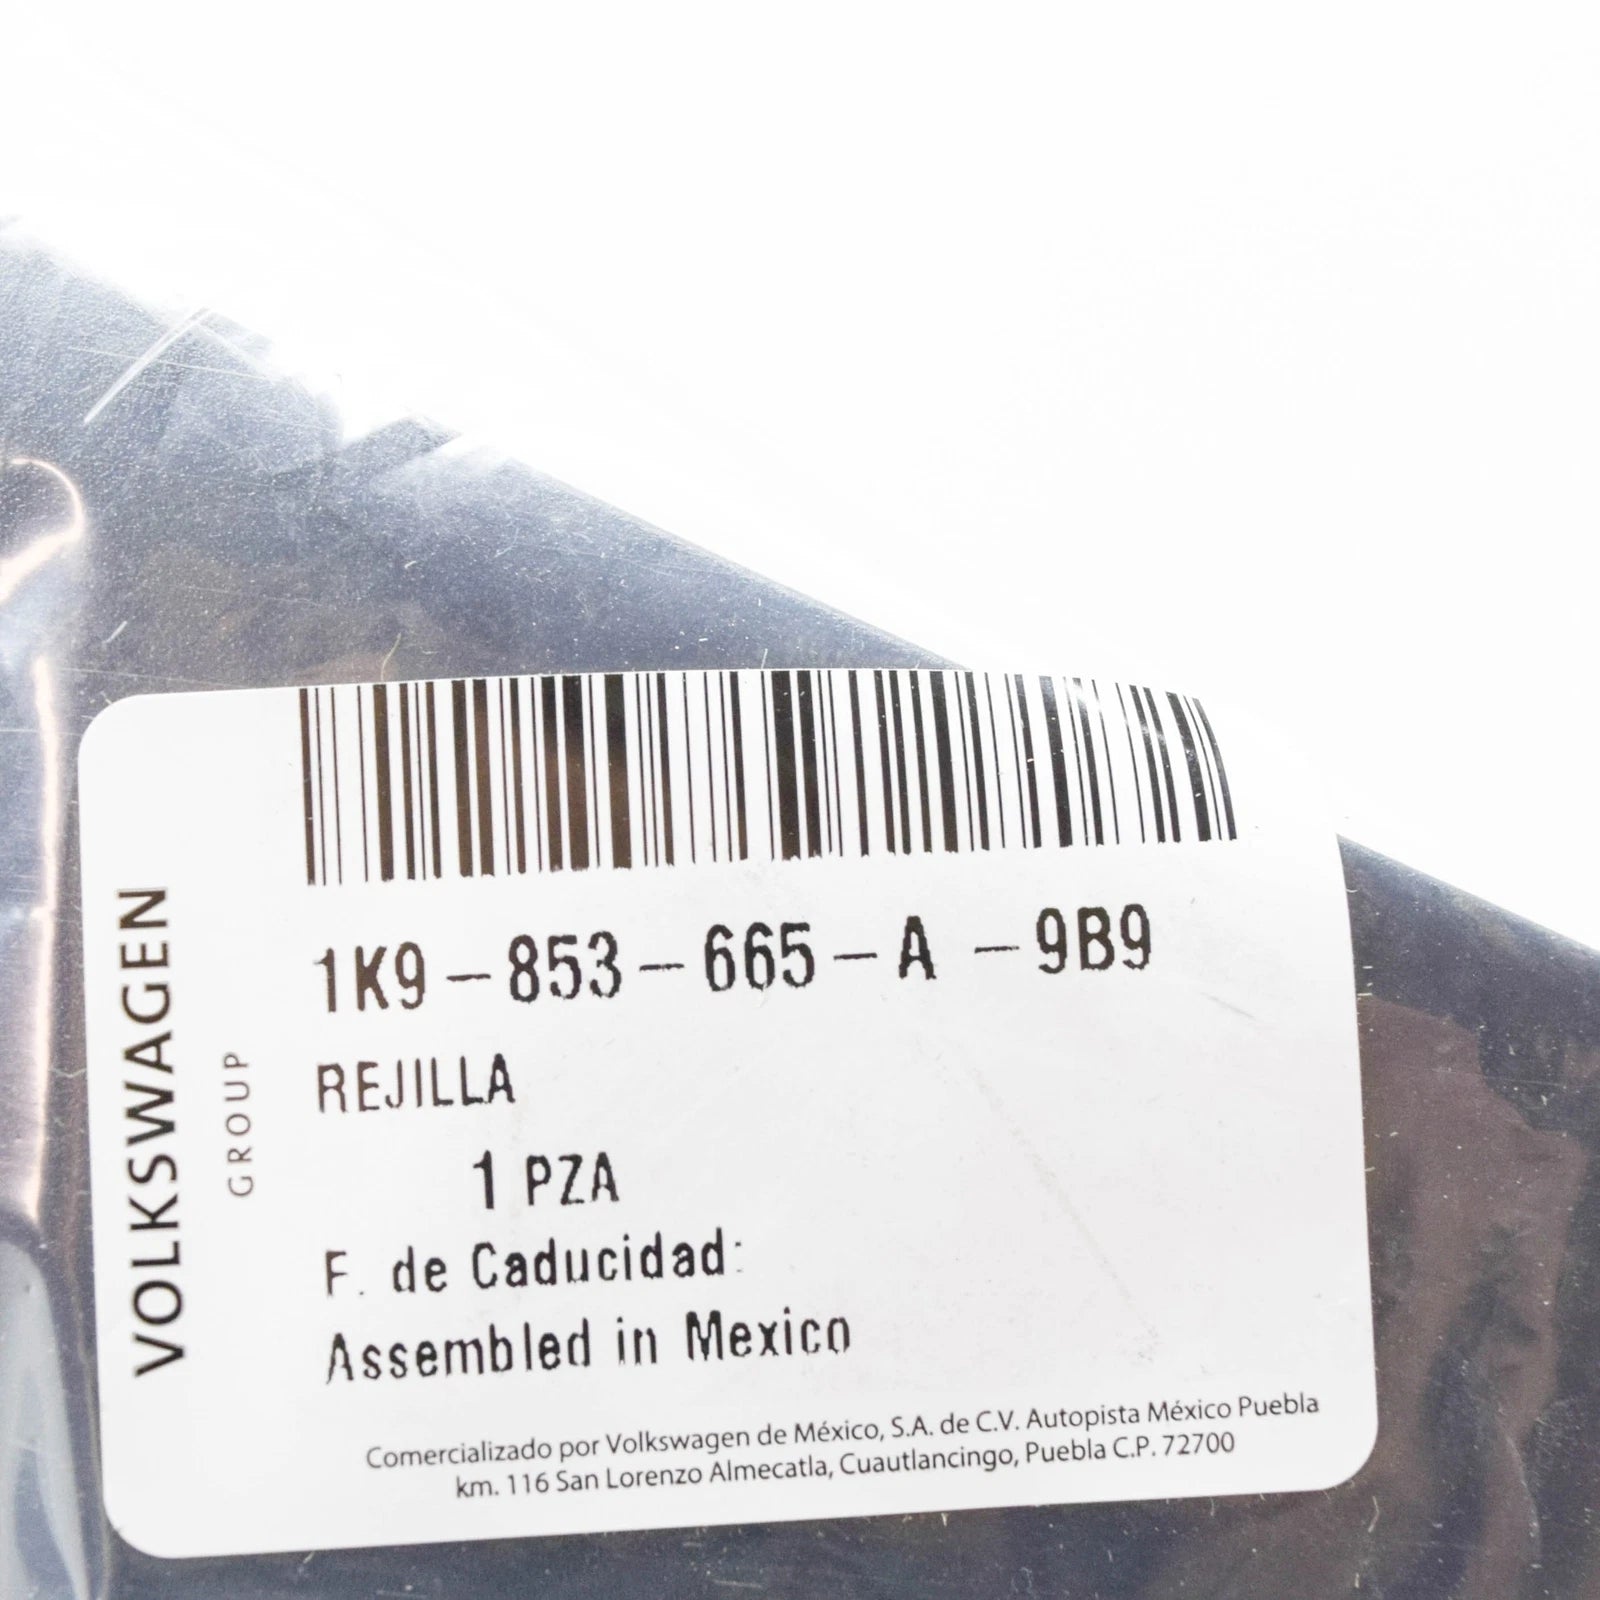 VOLKSWAGEN
GROUP
1K9-853-665-A -9B9
REJILLA
1 PZA
F. de Caducidad:
Assembled in Mexico
Comercializado por Volkswagen de México, S.A. de C.V. Autopista México Puebla
km. 116 San Lorenzo Almecatla, Cuautlancingo, Puebla C.P. 72700